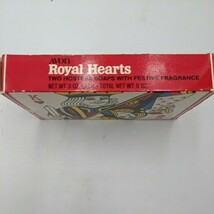 AVON
Royal Hearts
TWO HOSTESS SOAPS WITH FESTIVE FRAGRANCE
NET WT 3 OZ. EACH • TOTAL NET WT 6 OZ.